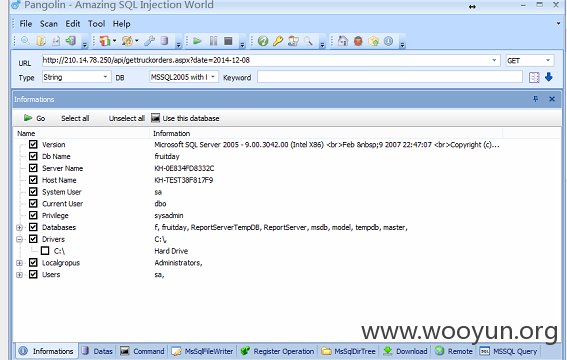 Pangolin - Amazing SQL Injection World
File Scan Edit Tool Help
URL http://210.14.78.250/api/gettruckorders.aspx?date=2014-12-08 GET
Type String DB MSSQL2005 with I Keyword
Informations
Go Select all Unselect all Use this database
Name Information
Version Microsoft SQL Server 2005 - 9.00.3042.00 (Intel X86) <br>Feb &nbsp;9 2007 22:47:07 <br>Copyright (c)...
Db Name fruitday
Server Name KH-0E834FD8332C
Host Name KH-TEST38F817F9
System User sa
Current User dbo
Privilege sysadmin
Databases f, fruitday, ReportServerTempDB, ReportServer, msdb, model, tempdb, master,
Drivers C:\,
C:\ Hard Drive
Localgropus Administrators,
Users sa,
www.wooyun.org
Informations Datas Command MsSqlFileWriter Register Operation MsSqlDirTree Download Remote MSSQL Query